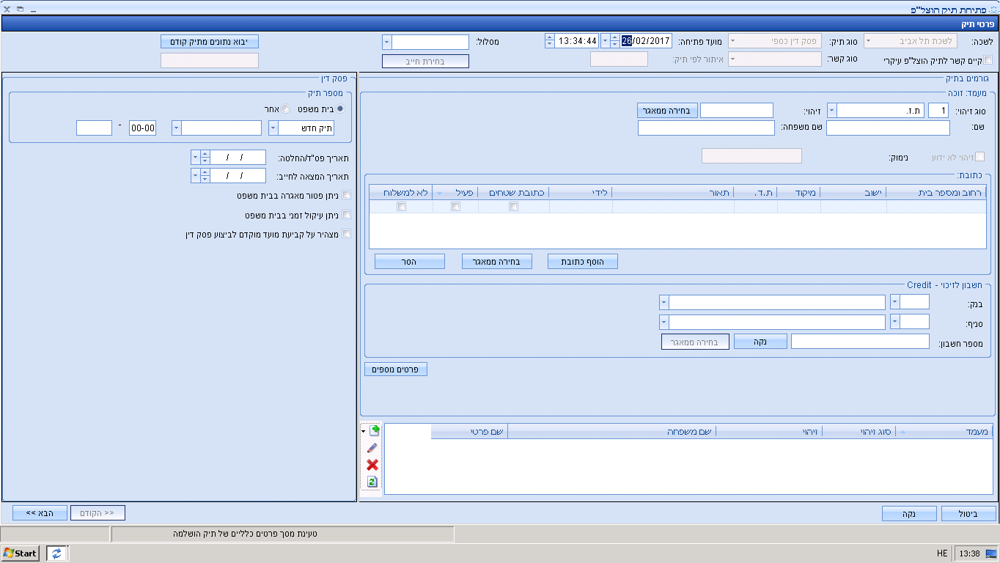 פתיחת תיק הוצל"פ
פרטי תיק
לשכה: לשכת תל אביב סוג תיק: פסק דין כספי מועד פתיחה: 26/02/2017 13:34:44 מסלול: יבוא נתונים מתיק קודם
קיים קשר לתיק הוצל"פ עיקרי סוג קשר: איתור לפי תיק: בחירת חייב
גורמים בתיק
מעמד: זוכה
סוג זיהוי: 1 ת.ז. זיהוי: בחירה ממאגר
שם: שם משפחה:
זיהוי לא ידוע נימוק:
כתובת:
רחוב ומספר בית ישוב מיקוד ת.ד. תאור לידי כתובת שטחים פעיל לא למשלוח
הוסף כתובת בחירה ממאגר הסר
חשבון לזיכוי - Credit
בנק:
סניף:
מספר חשבון: נקה בחירה ממאגר
פרטים נוספים
מעמד סוג זיהוי זיהוי שם משפחה שם פרטי
פסק דין
מספר תיק
בית משפט אחר
תיק חדש 00-00 -
תאריך פס"ד/החלטה: / /
תאריך המצאה לחייב: / /
ניתן פטור מאגרה בבית משפט
ניתן עיקול זמני בבית משפט
מצהיר על קביעת מועד מוקדם לביצוע פסק דין
ביטול נקה << הקודם הבא >>
טעינת מסך פרטים כלליים של תיק הושלמה
Start HE 13:38